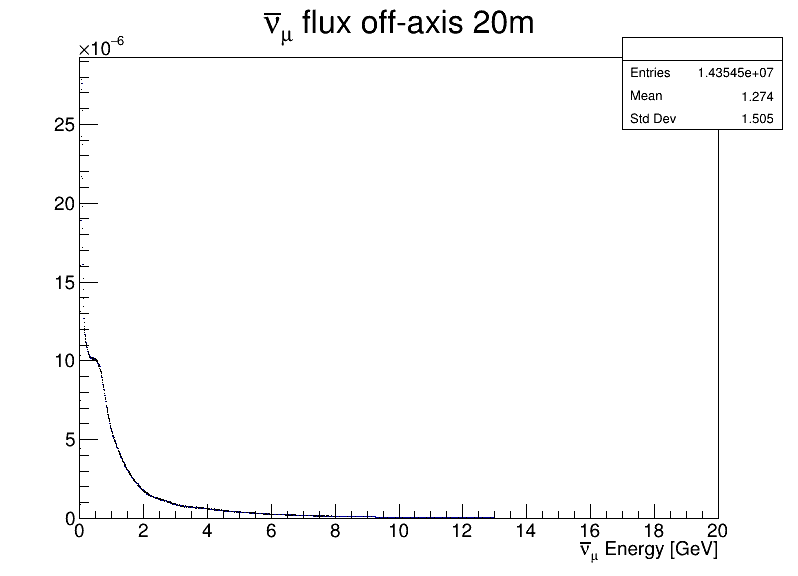 ν̅μ flux off-axis 20m
×10⁻⁶
Entries 1.43545e+07
Mean 1.274
Std Dev 1.505
25
20
15
10
5
0
0 2 4 6 8 10 12 14 16 18 20
ν̅μ Energy [GeV]